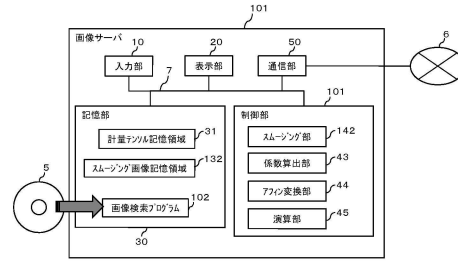 101
画像サーバ
10
20
50
6
入力部
表示部
通信部
7
101
記憶部
制御部
計量テンソル記憶領域
31
スムージング部
142
スムージング画像記憶領域
132
係数算出部
43
5
画像検索プログラム
102
アフィン変換部
44
演算部
45
30